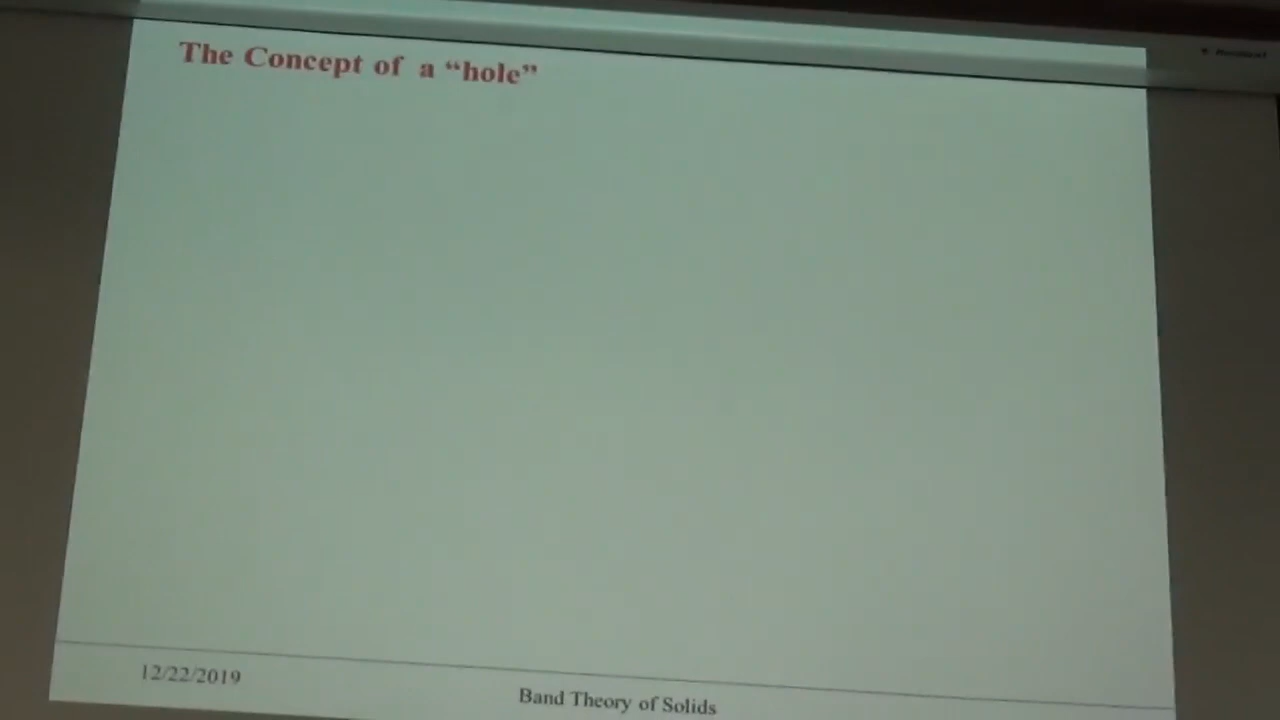 The Concept of a “hole”
12/22/2019
Band Theory of Solids